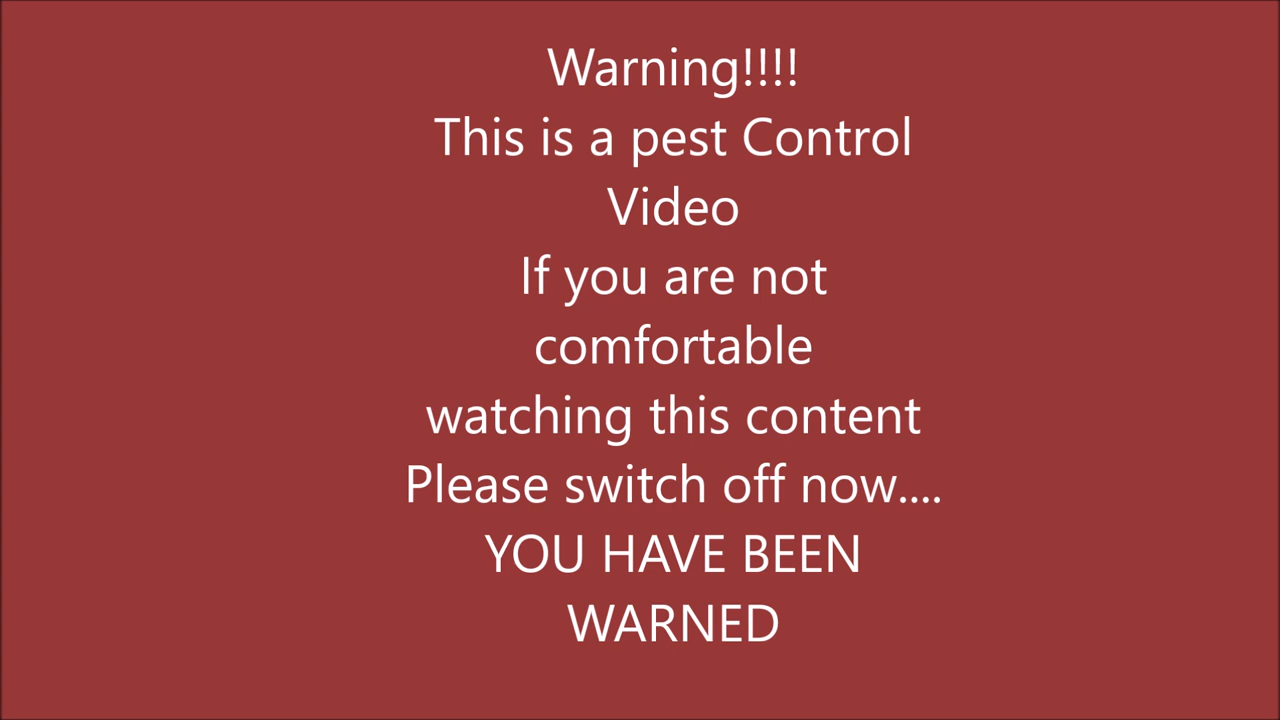 Warning!!!!
This is a pest Control
Video
If you are not
comfortable
watching this content
Please switch off now....
YOU HAVE BEEN
WARNED